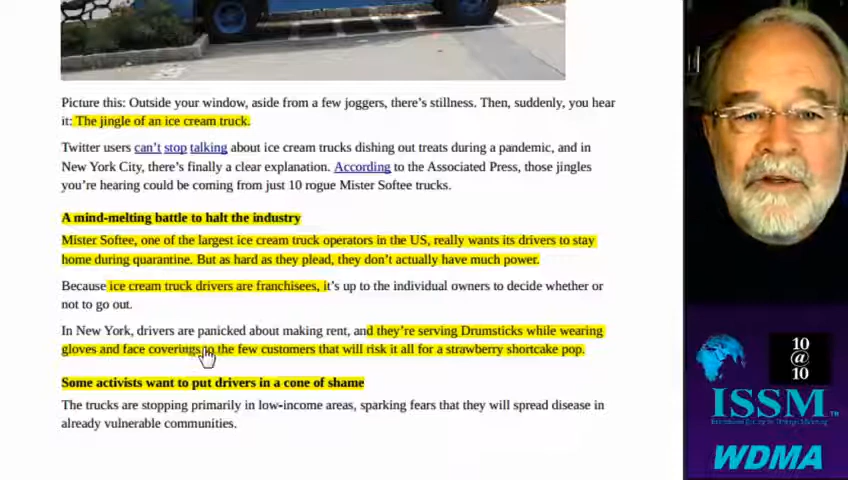 Picture this: Outside your window, aside from a few joggers, there's stillness. Then, suddenly, you hear
it: The jingle of an ice cream truck.
Twitter users can't stop talking about ice cream trucks dishing out treats during a pandemic, and in
New York City, there's finally a clear explanation. According to the Associated Press, those jingles
you're hearing could be coming from just 10 rogue Mister Softee trucks.
A mind-melting battle to halt the industry
Mister Softee, one of the largest ice cream truck operators in the US, really wants its drivers to stay
home during quarantine. But as hard as they plead, they don't actually have much power.
Because ice cream truck drivers are franchisees, it's up to the individual owners to decide whether or
not to go out.
In New York, drivers are panicked about making rent, and they're serving Drumsticks while wearing
gloves and face coverings to the few customers that will risk it all for a strawberry shortcake pop.
Some activists want to put drivers in a cone of shame
The trucks are stopping primarily in low-income areas, sparking fears that they will spread disease in
already vulnerable communities.
10
@
10
ISSM™
WDMA